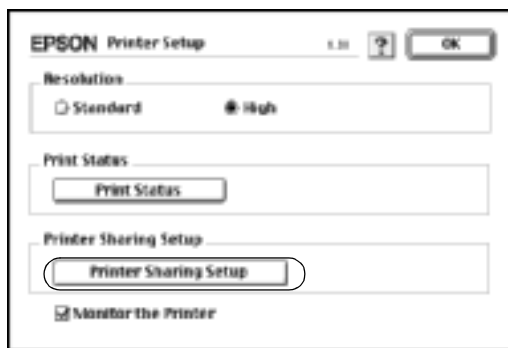 EPSON Printer Setup ? OK
Resolution
Standard High
Print Status
Print Status
Printer Sharing Setup
Printer Sharing Setup
Monitor the Printer